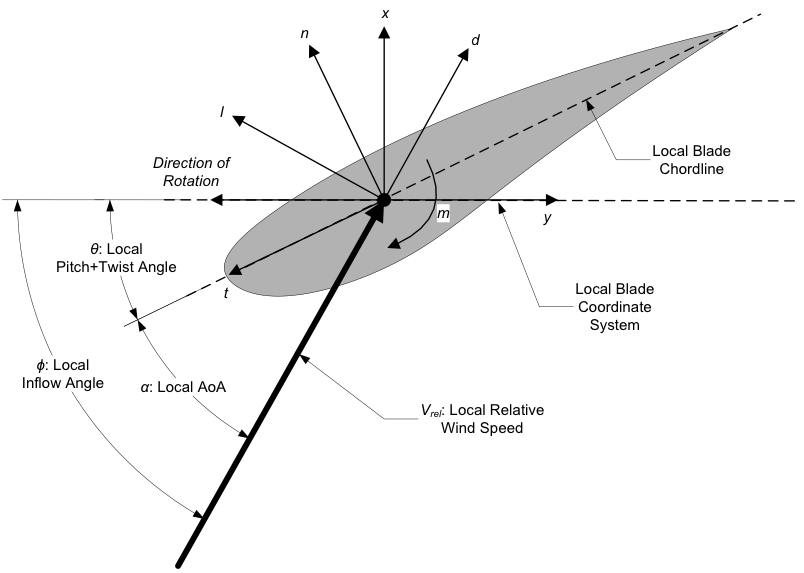 x
n
d
l
Direction of
Rotation
Local Blade
Chordline
m
y
θ: Local
Pitch+Twist Angle
t
Local Blade
Coordinate
System
ϕ: Local
Inflow Angle
α: Local AoA
Vrel: Local Relative
Wind Speed